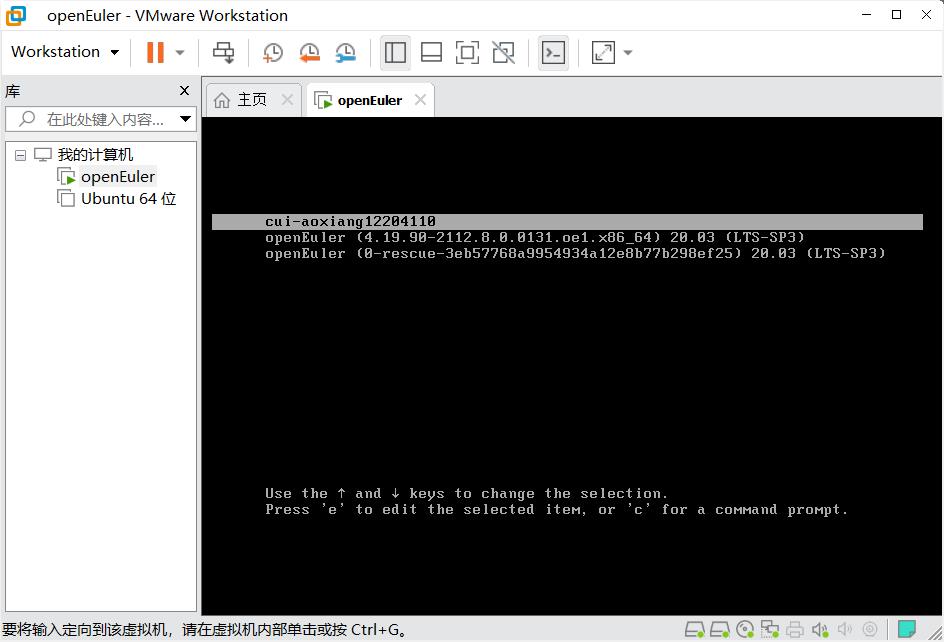 openEuler - VMware Workstation
Workstation
库
主页
openEuler
在此处键入内容...
我的计算机
openEuler
Ubuntu 64 位
cui-aoxiang12204110
openEuler (4.19.90-2112.8.0.0131.oe1.x86_64) 20.03 (LTS-SP3)
openEuler (0-rescue-3eb57768a9954934a12e8b77b298ef25) 20.03 (LTS-SP3)
Use the ↑ and ↓ keys to change the selection.
Press 'e' to edit the selected item, or 'c' for a command prompt.
要将输入定向到该虚拟机，请在虚拟机内部单击或按 Ctrl+G。